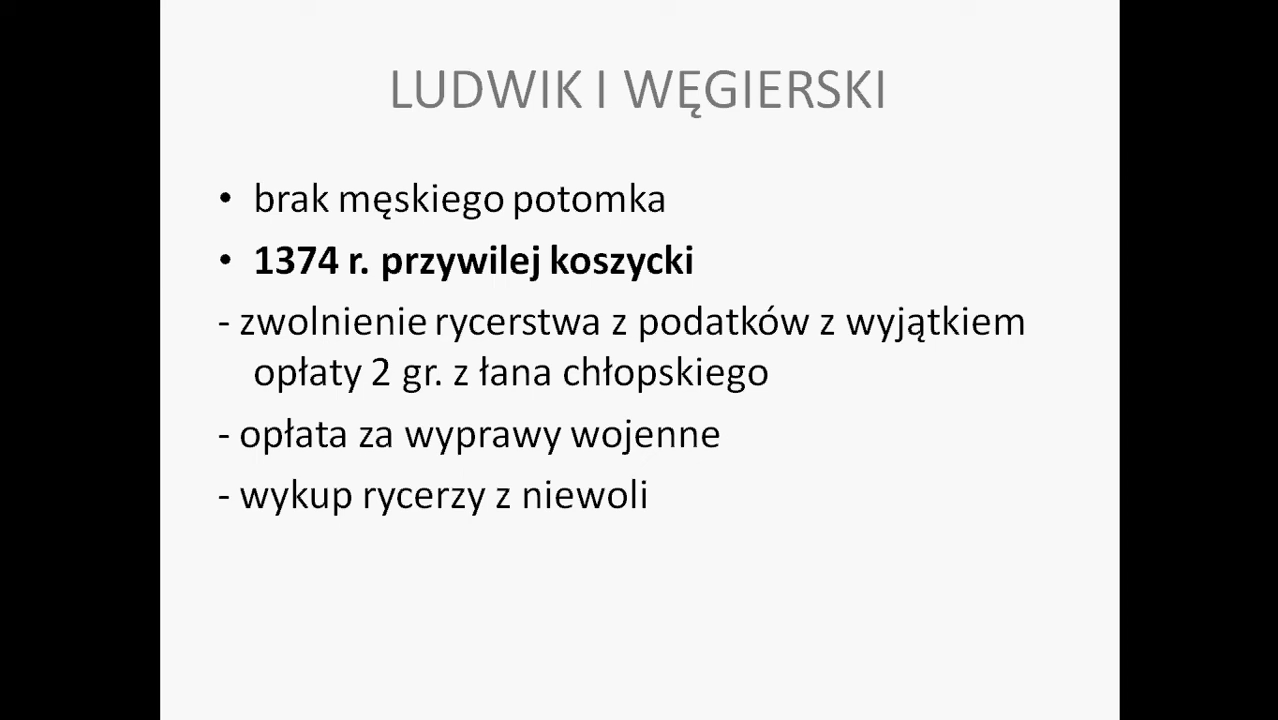 LUDWIK I WĘGIERSKI
• brak męskiego potomka
• 1374 r. przywilej koszycki
- zwolnienie rycerstwa z podatków z wyjątkiem
opłaty 2 gr. z łana chłopskiego
- opłata za wyprawy wojenne
- wykup rycerzy z niewoli